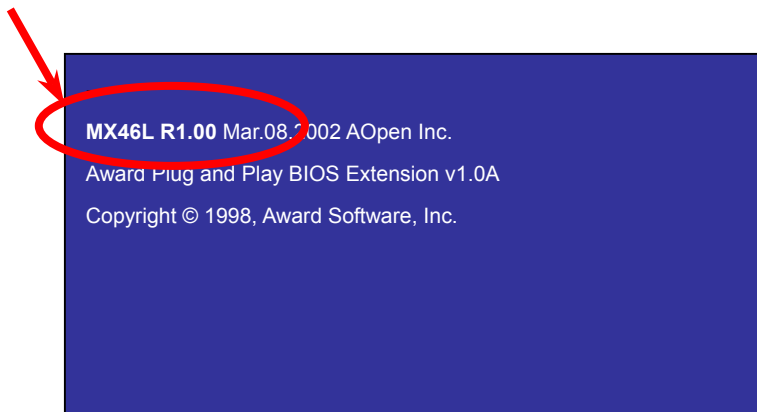 MX46L R1.00 Mar.08.2002 AOpen Inc.
Award Plug and Play BIOS Extension v1.0A
Copyright © 1998, Award Software, Inc.